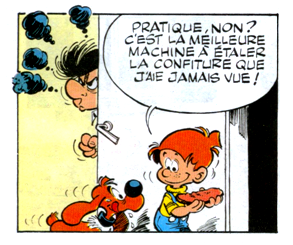 PRATIQUE, NON ?
C'EST LA MEILLEURE
MACHINE À ÉTALER
LA CONFITURE QUE
J'AIE JAMAIS VUE !